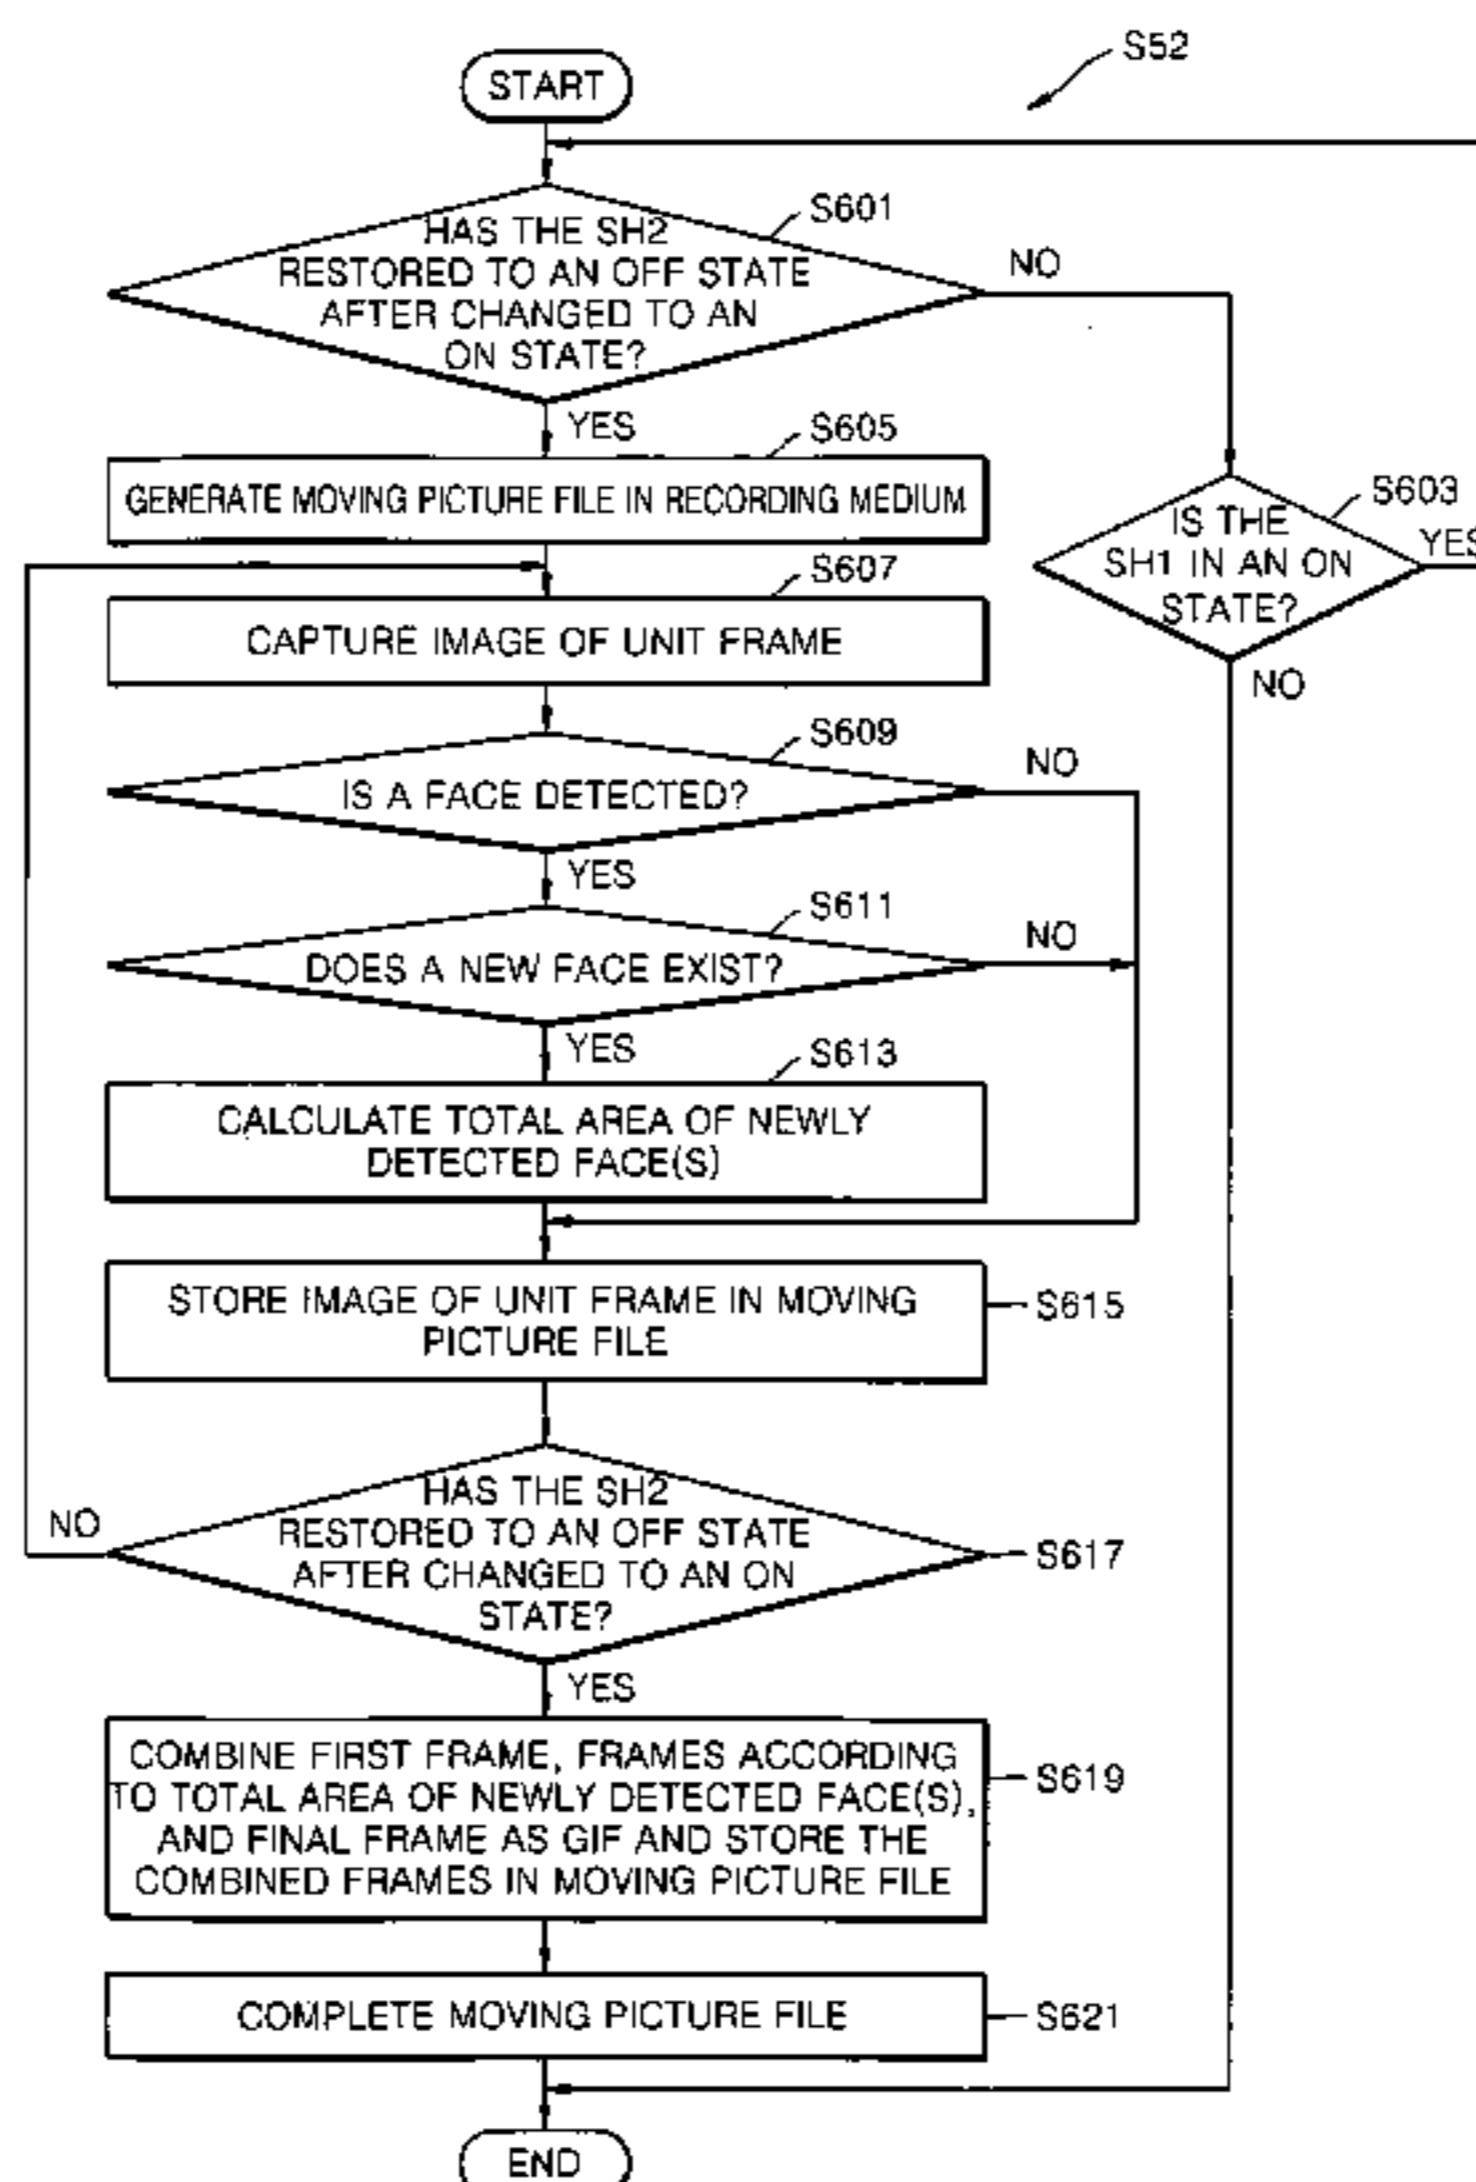 S52
START
S601
HAS THE SH2
RESTORED TO AN OFF STATE
AFTER CHANGED TO AN
ON STATE?
NO
YES
S603
IS THE
SH1 IN AN ON
STATE?
YES
NO
S605
GENERATE MOVING PICTURE FILE IN RECORDING MEDIUM
S607
CAPTURE IMAGE OF UNIT FRAME
S609
IS A FACE DETECTED?
NO
YES
S611
DOES A NEW FACE EXIST?
NO
YES
S613
CALCULATE TOTAL AREA OF NEWLY
DETECTED FACE(S)
STORE IMAGE OF UNIT FRAME IN MOVING
PICTURE FILE
S615
HAS THE SH2
RESTORED TO AN OFF STATE
AFTER CHANGED TO AN ON
STATE?
NO
S617
YES
COMBINE FIRST FRAME, FRAMES ACCORDING
TO TOTAL AREA OF NEWLY DETECTED FACE(S),
AND FINAL FRAME AS GIF AND STORE THE
COMBINED FRAMES IN MOVING PICTURE FILE
S619
COMPLETE MOVING PICTURE FILE
S621
END